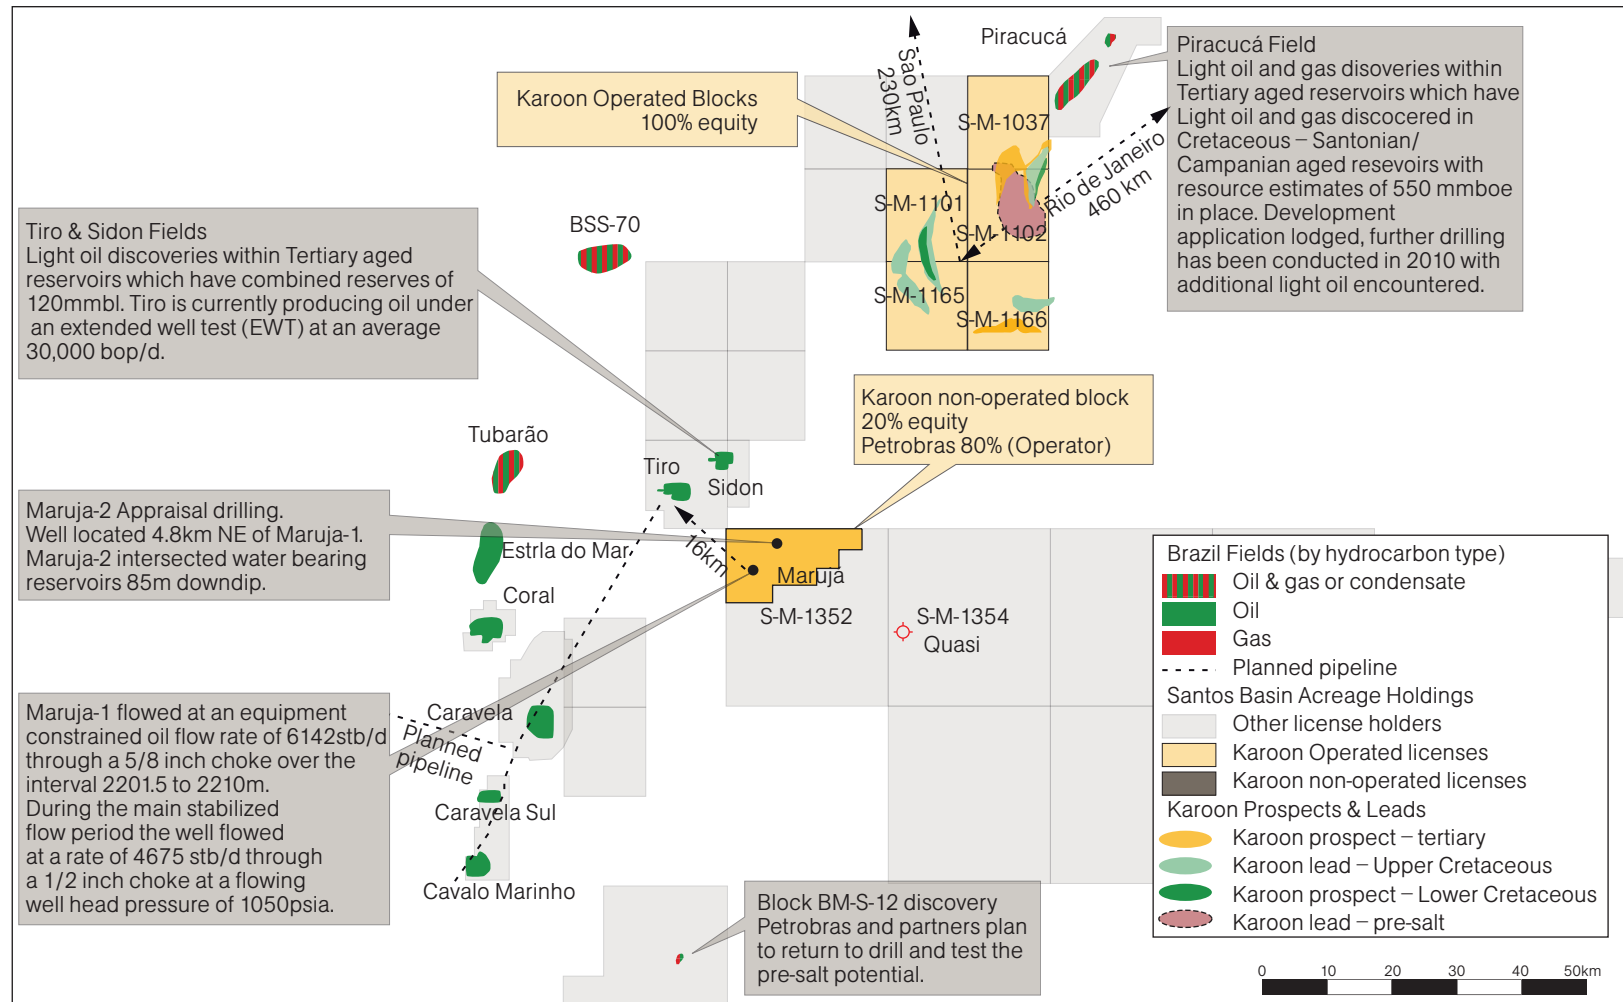 Piracucá
Sao Paulo
230km
Piracucá Field
Light oil and gas disoveries within
Tertiary aged reservoirs which have
Light oil and gas discocered in
Cretaceous – Santonian/
Campanian aged resevoirs with
resource estimates of 550 mmboe
in place. Development
application lodged, further drilling
has been conducted in 2010 with
additional light oil encountered.
Karoon Operated Blocks
100% equity
S-M-1037
Rio de Janeiro
460 km
S-M-1101
S-M-1102
S-M-1165
S-M-1166
BSS-70
Tiro & Sidon Fields
Light oil discoveries within Tertiary aged
reservoirs which have combined reserves of
120mmbl. Tiro is currently producing oil under
an extended well test (EWT) at an average
30,000 bop/d.
Karoon non-operated block
20% equity
Petrobras 80% (Operator)
Tubarão
Tiro
Sidon
Maruja-2 Appraisal drilling.
Well located 4.8km NE of Maruja-1.
Maruja-2 intersected water bearing
reservoirs 85m downdip.
Estrla do Mar
16km
Maruja
Coral
S-M-1352
S-M-1354
Quasi
Maruja-1 flowed at an equipment
constrained oil flow rate of 6142stb/d
through a 5/8 inch choke over the
interval 2201.5 to 2210m.
During the main stabilized
flow period the well flowed
at a rate of 4675 stb/d through
a 1/2 inch choke at a flowing
well head pressure of 1050psia.
Caravela
Planned
pipeline
Caravela Sul
Cavalo Marinho
Block BM-S-12 discovery
Petrobras and partners plan
to return to drill and test the
pre-salt potential.
Brazil Fields (by hydrocarbon type)
Oil & gas or condensate
Oil
Gas
Planned pipeline
Santos Basin Acreage Holdings
Other license holders
Karoon Operated licenses
Karoon non-operated licenses
Karoon Prospects & Leads
Karoon prospect – tertiary
Karoon lead – Upper Cretaceous
Karoon prospect – Lower Cretaceous
Karoon lead – pre-salt
0 10 20 30 40 50km